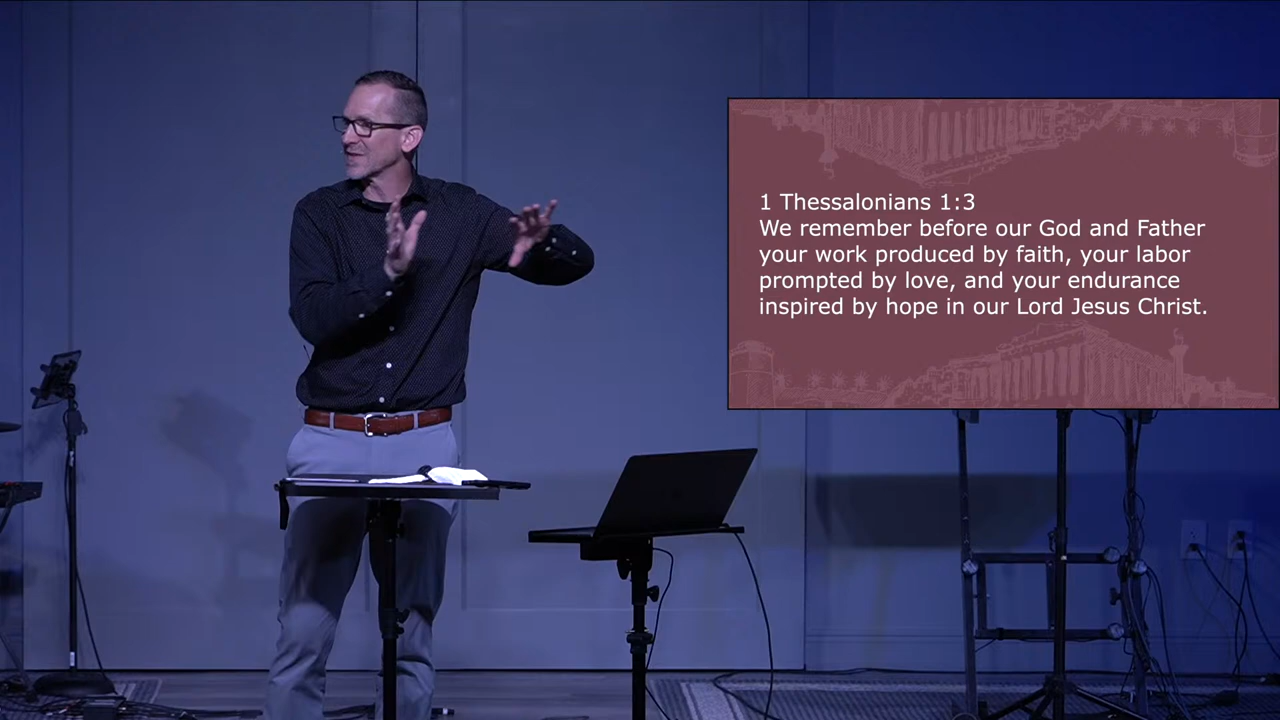 1 Thessalonians 1:3
We remember before our God and Father
your work produced by faith, your labor
prompted by love, and your endurance
inspired by hope in our Lord Jesus Christ.